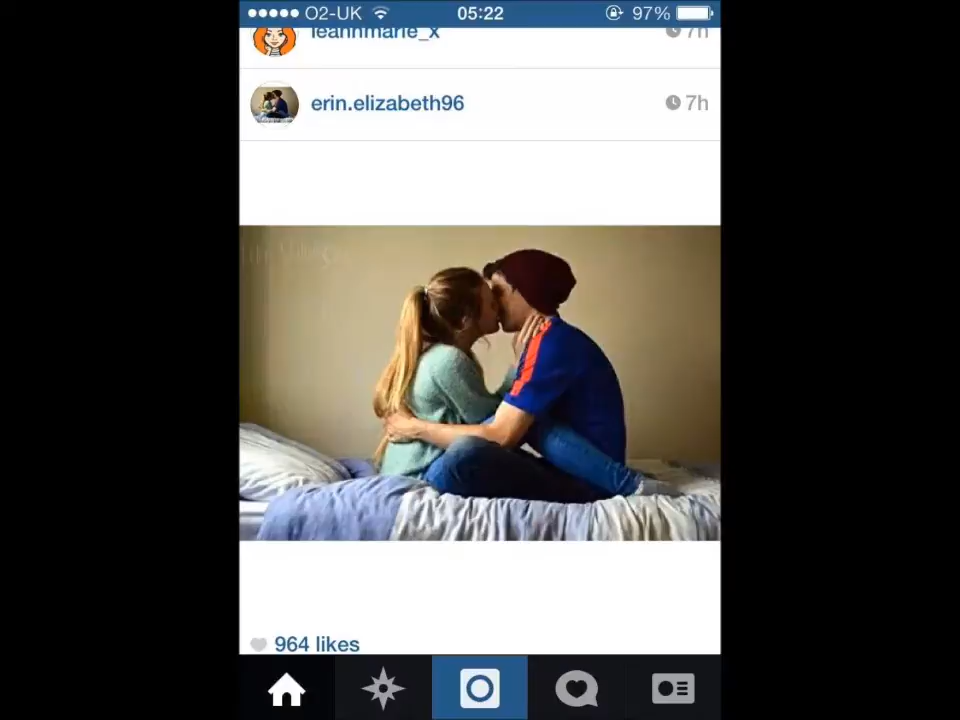 O2-UK 05:22 97%
leannmarie_x 7h
erin.elizabeth96 7h
964 likes